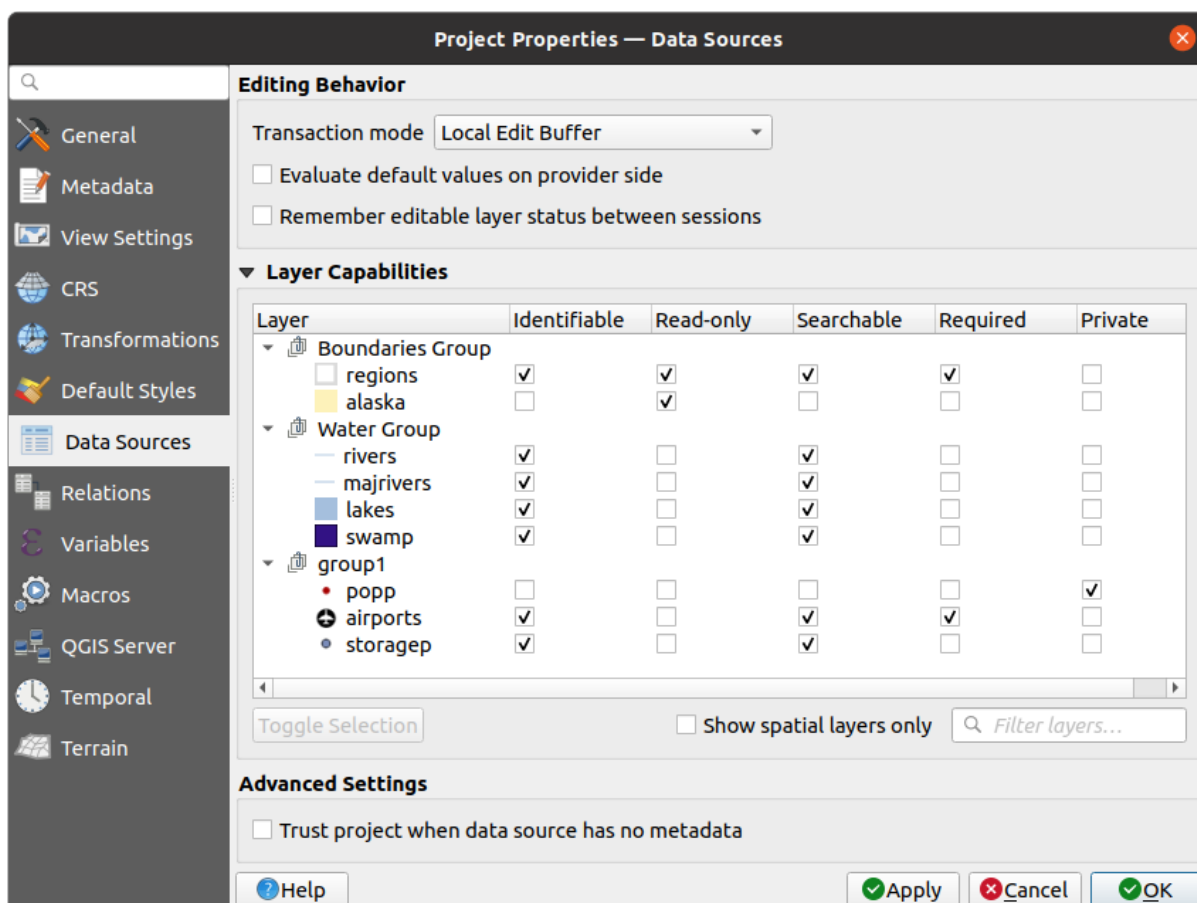 Project Properties — Data Sources
General
Metadata
View Settings
CRS
Transformations
Default Styles
Data Sources
Relations
Variables
Macros
QGIS Server
Temporal
Terrain
Editing Behavior
Transaction mode Local Edit Buffer
Evaluate default values on provider side
Remember editable layer status between sessions
Layer Capabilities
Layer Identifiable Read-only Searchable Required Private
Boundaries Group
regions
alaska
Water Group
rivers
majrivers
lakes
swamp
group1
popp
airports
storagep
Toggle Selection Show spatial layers only Filter layers...
Advanced Settings
Trust project when data source has no metadata
Help Apply Cancel OK